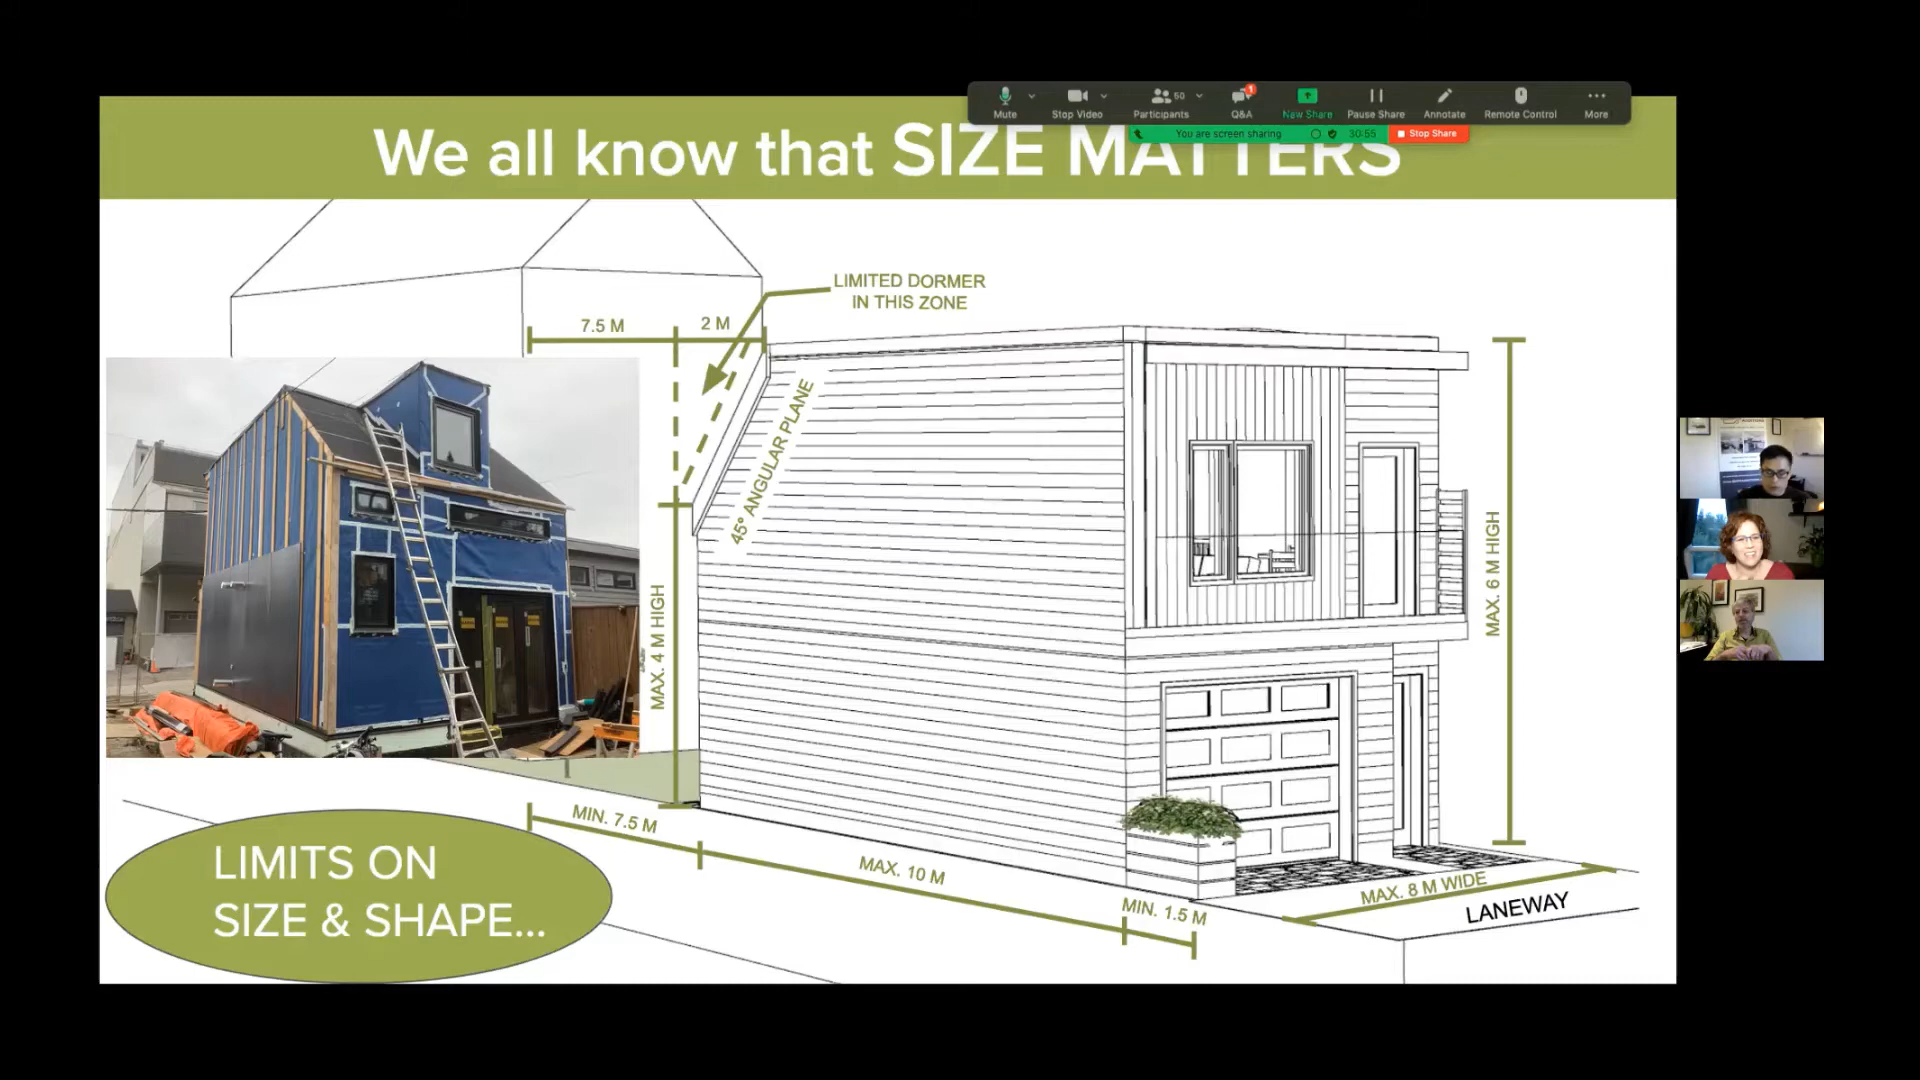 Mute
Stop Video
Participants
50
Q&A
1
New Share
Pause Share
Annotate
Remote Control
More
You are screen sharing
30:55
Stop Share
We all know that SIZE MATTERS
LIMITED DORMER
IN THIS ZONE
7.5 M
2 M
45° ANGULAR PLANE
MAX. 4 M HIGH
MAX. 6 M HIGH
MIN. 7.5 M
MAX. 10 M
MIN. 1.5 M
MAX. 8 M WIDE
LANEWAY
LIMITS ON
SIZE & SHAPE...